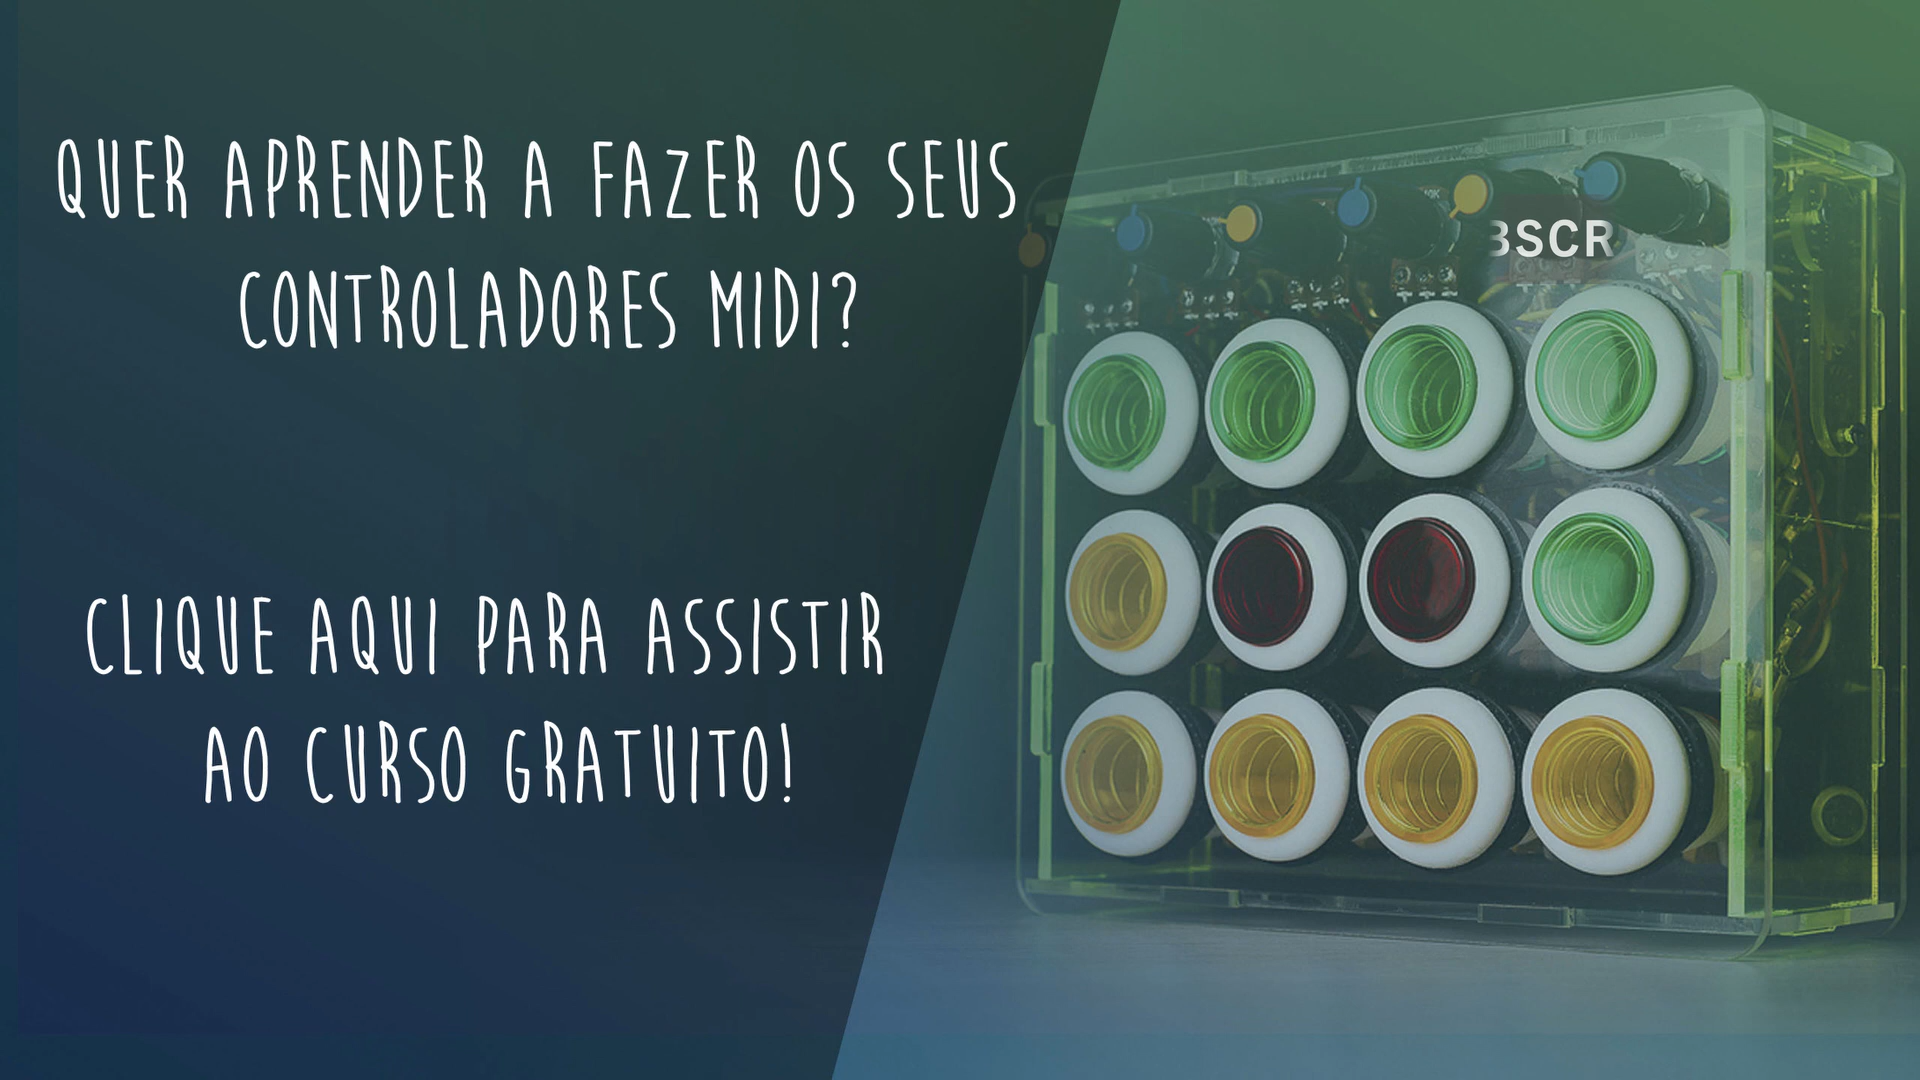 QUER APRENDER A FAZER OS SEUS
CONTROLADORES MIDI?
BSCR
CLIQUE AQUI PARA ASSISTIR
AO CURSO GRATUITO!